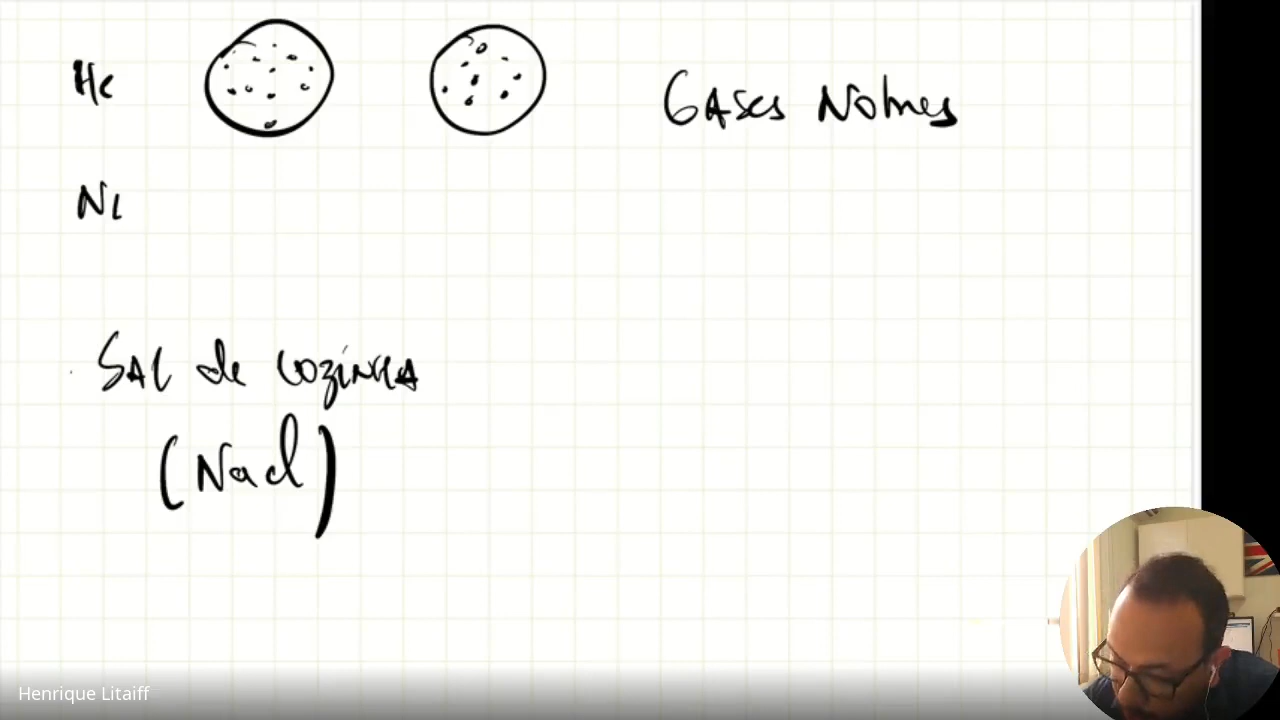 He
Gases Nobres
Ne
Sal de cozinha
(NaCl)
Henrique Litaiff